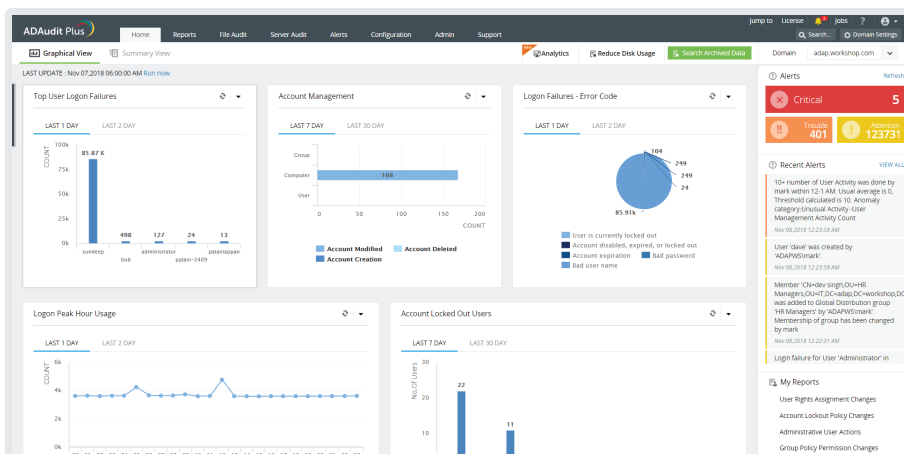 Jump to License 2 Jobs ?
ADAudit Plus
Home Reports File Audit Server Audit Alerts Configuration Admin Support
Search... Domain Settings
Graphical View Summary View
NEW Analytics Reduce Disk Usage Search Archived Data
Domain adap.workshop.com
LAST UPDATE : Nov 07,2018 06:00:00 AM Run now
Top User Logon Failures
LAST 1 DAY LAST 2 DAY
COUNT
100k
75k
50k
25k
0k
85.87 K
498
127
24
13
sundeep
bob
administrator
palani-2409
palaniappan
Account Management
LAST 7 DAY LAST 30 DAY
Group
Computer
User
168
0 50 100 150 200
COUNT
Account Modified Account Deleted
Account Creation
Logon Failures - Error Code
LAST 1 DAY LAST 2 DAY
104
249
249
24
85.91k
User is currently locked out
Account disabled, expired, or locked out
Account expiration Bad password
Bad user name
Logon Peak Hour Usage
LAST 1 DAY LAST 2 DAY
COUNT
6k
4k
2k
0k
Account Locked Out Users
LAST 7 DAY LAST 30 DAY
No.Of Users
30
20
10
22
11
Alerts Refresh
Critical 5
Trouble
401
Attention
123731
Recent Alerts VIEW ALL
10+ number of User Activity was done by
mark within 12-1 AM. Usual average is 0,
Threshold calculated is 10. Anomaly
category:Unusual Activity -User
Management Activity Count
Nov 08,2018 12:23:59 AM
User 'dave' was created by
'ADAPWS\mark'.
Nov 08,2018 12:23:59 AM
Member 'CN=dev singh,OU=HR
Managers,OU=IT,DC=adap,DC=workshop,DC
was added to Global Distribution group
'HR Managers' by 'ADAPWS\mark'.
Membership of group has been changed
by mark
Nov 08,2018 12:22:31 AM
Login failure for User 'Administrator' in
My Reports
User Rights Assignment Changes
Account Lockout Policy Changes
Administrative User Actions
Group Policy Permission Changes